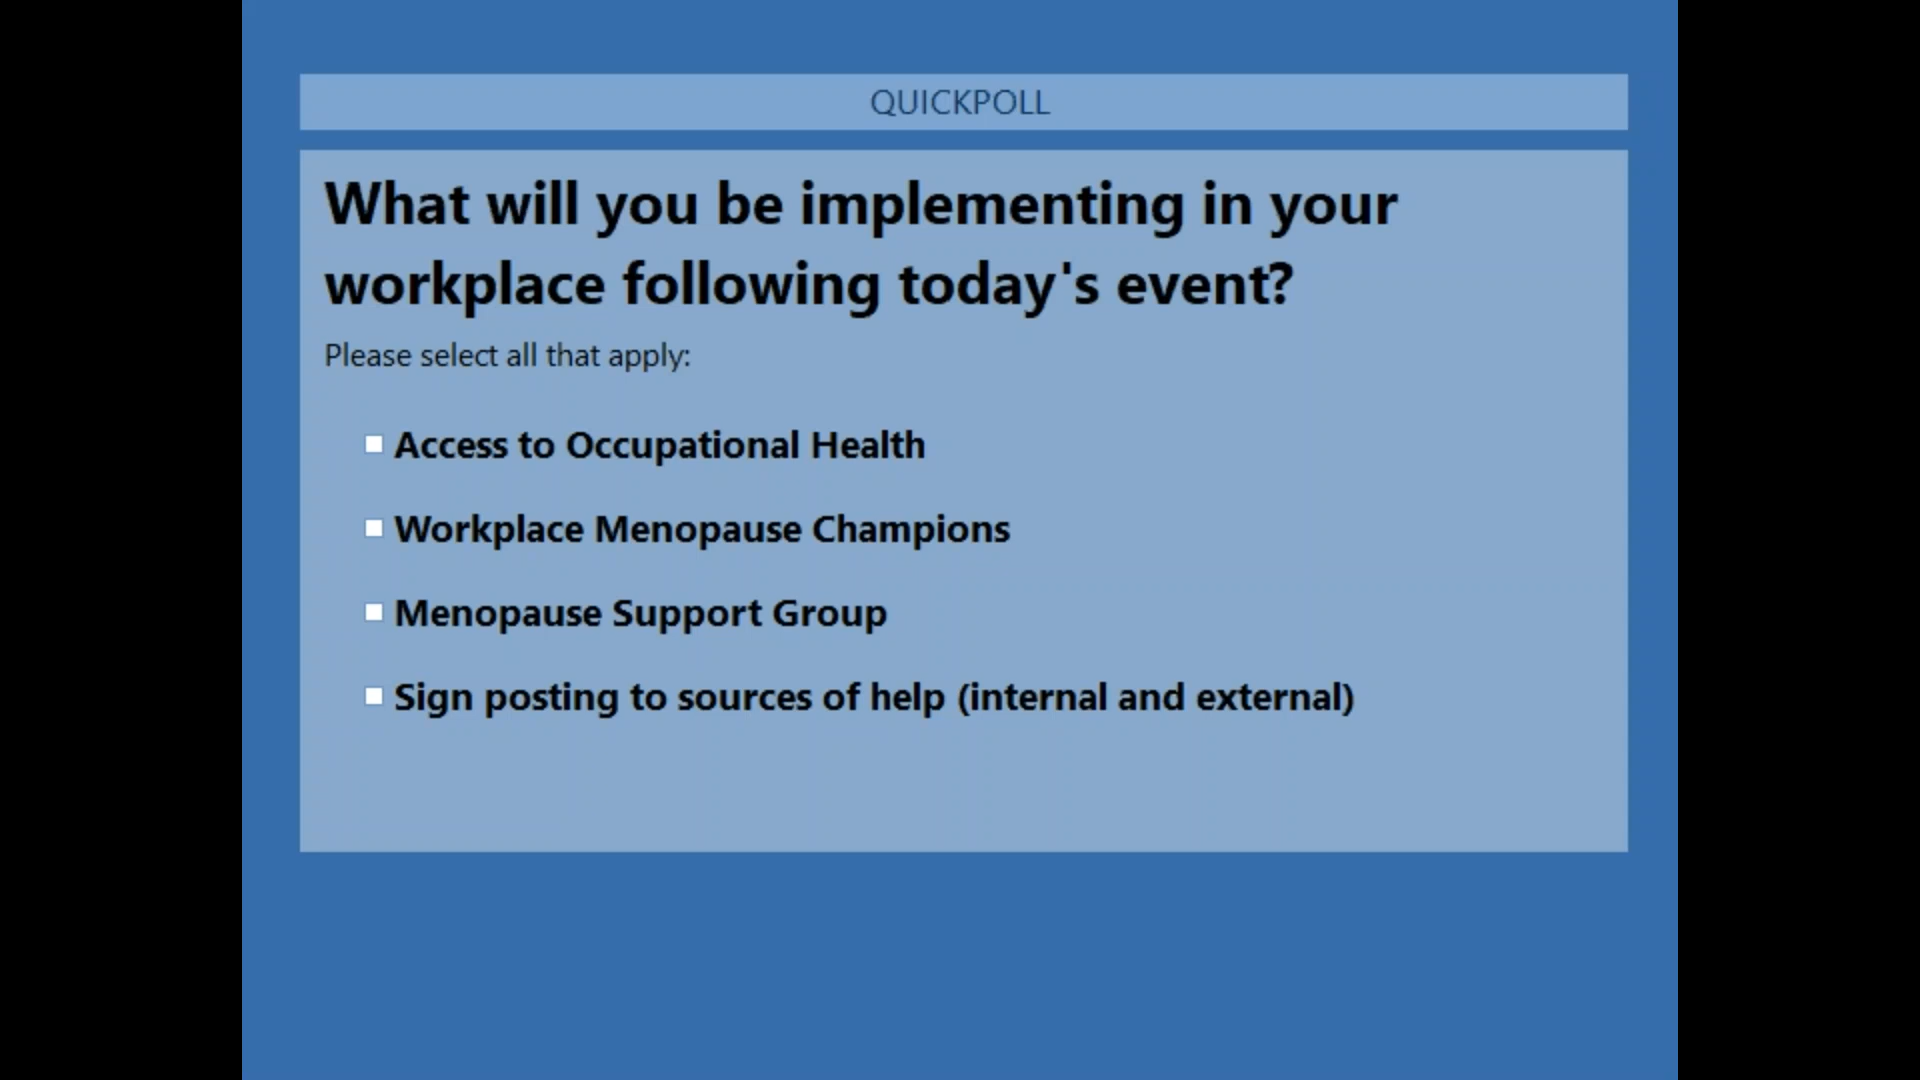 QUICKPOLL
What will you be implementing in your
workplace following today's event?
Please select all that apply:
Access to Occupational Health
Workplace Menopause Champions
Menopause Support Group
Sign posting to sources of help (internal and external)